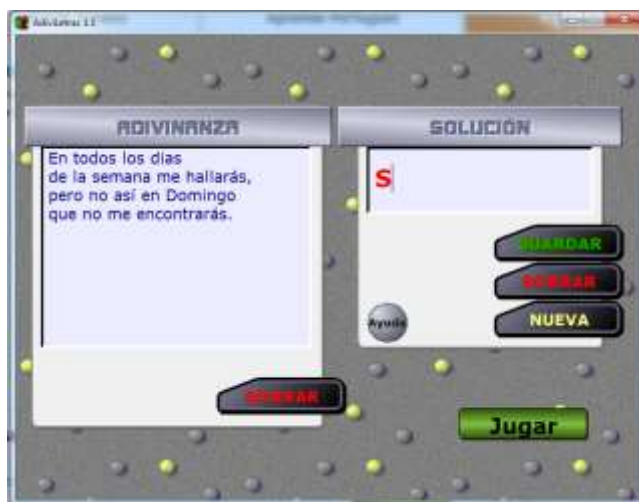 ADIVINANZA
En todos los dias
de la semana me hallarás,
pero no así en Domingo
que no me encontrarás.
BORRAR
SOLUCIÓN
S
GUARDAR
BORRAR
NUEVA
Ayuda
Jugar